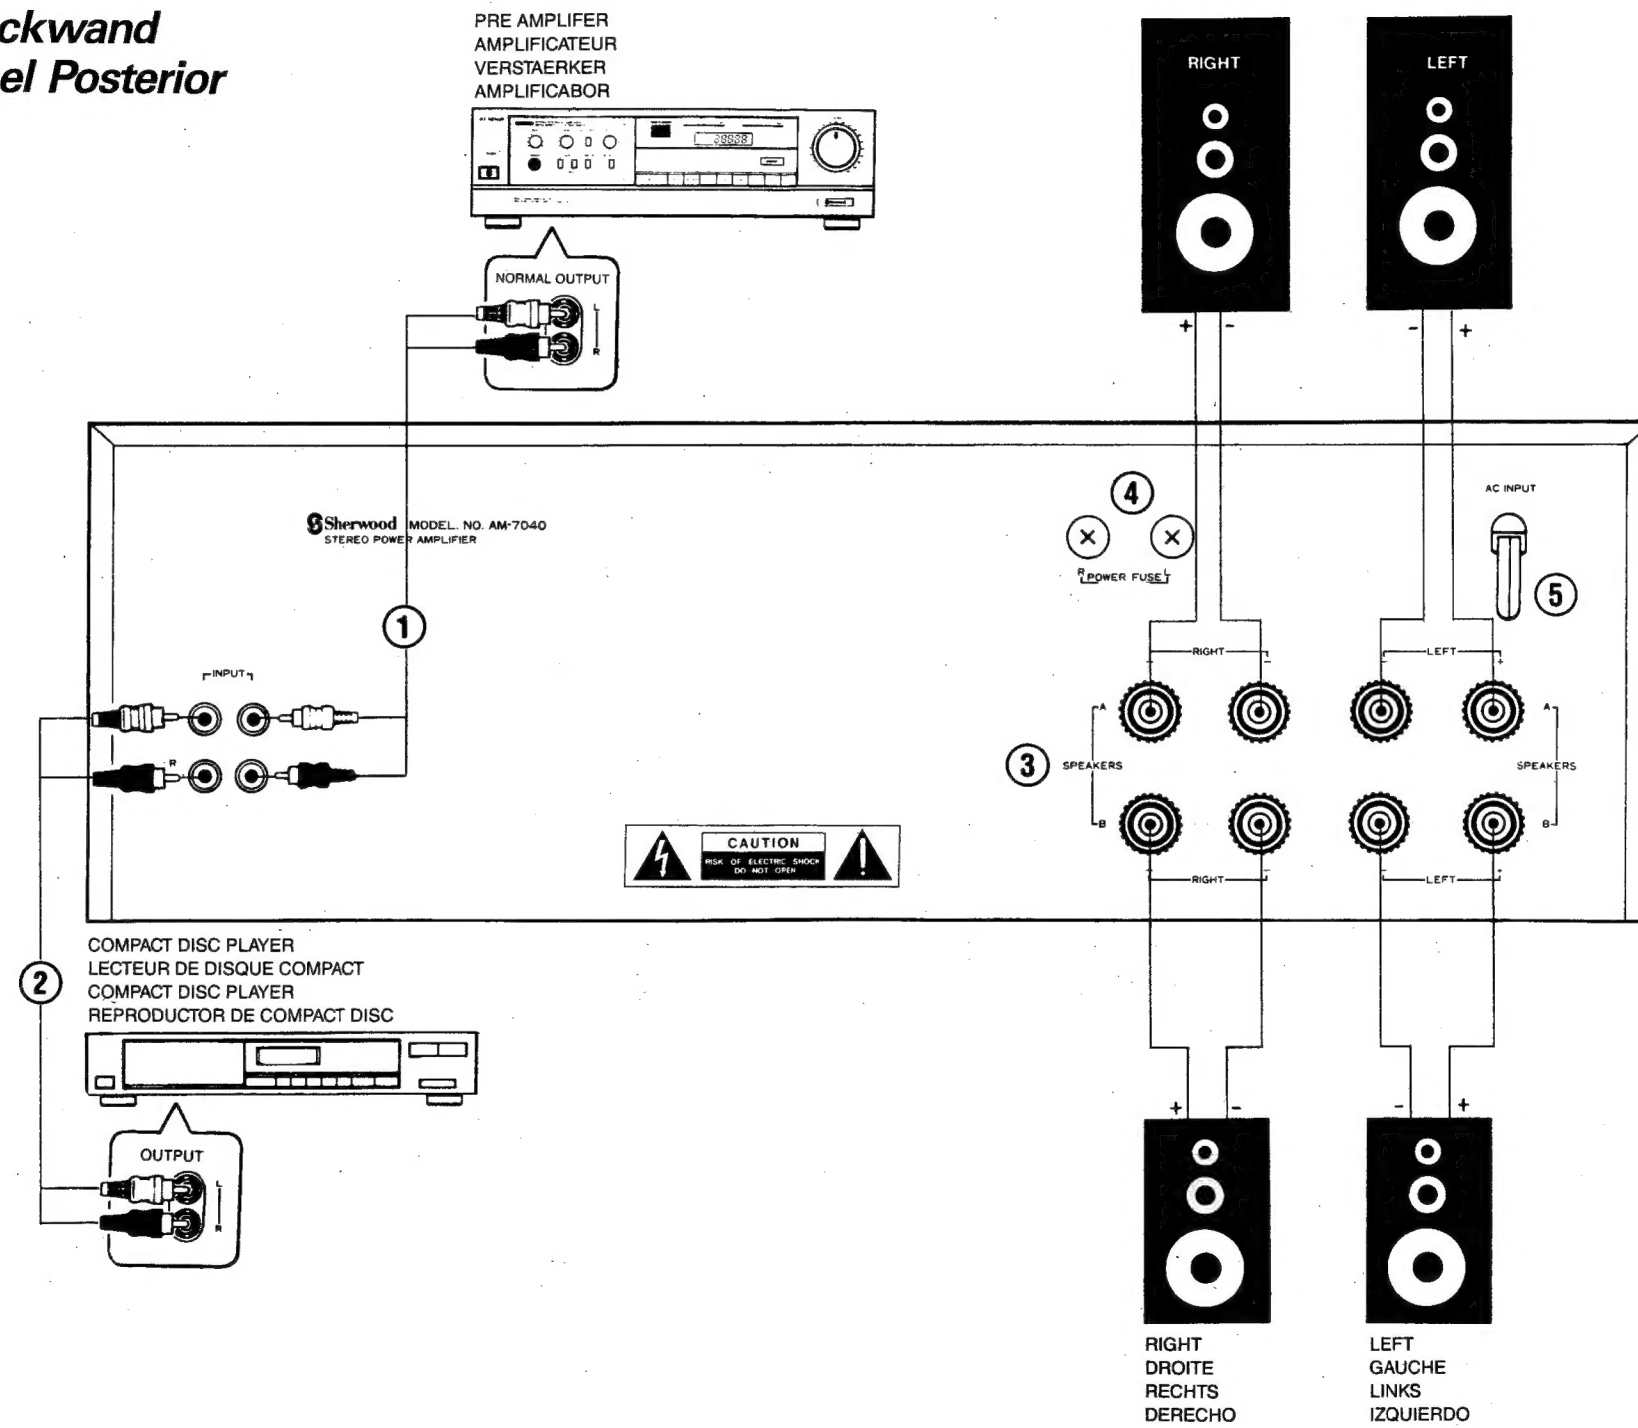 ckwand
el Posterior
PRE AMPLIFER
AMPLIFICATEUR
VERSTAERKER
AMPLIFICABOR
NORMAL OUTPUT
L
R
RIGHT
LEFT
+ -
- +
Sherwood MODEL. NO. AM-7040
STEREO POWER AMPLIFIER
1
INPUT
R
4
R POWER FUSE L
AC INPUT
5
RIGHT
LEFT
A
A
3
SPEAKERS
SPEAKERS
B
B
RIGHT
LEFT
CAUTION
RISK OF ELECTRIC SHOCK
DO NOT OPEN
2
COMPACT DISC PLAYER
LECTEUR DE DISQUE COMPACT
COMPACT DISC PLAYER
REPRODUCTOR DE COMPACT DISC
OUTPUT
L
R
+ -
- +
RIGHT
DROITE
RECHTS
DERECHO
LEFT
GAUCHE
LINKS
IZQUIERDO